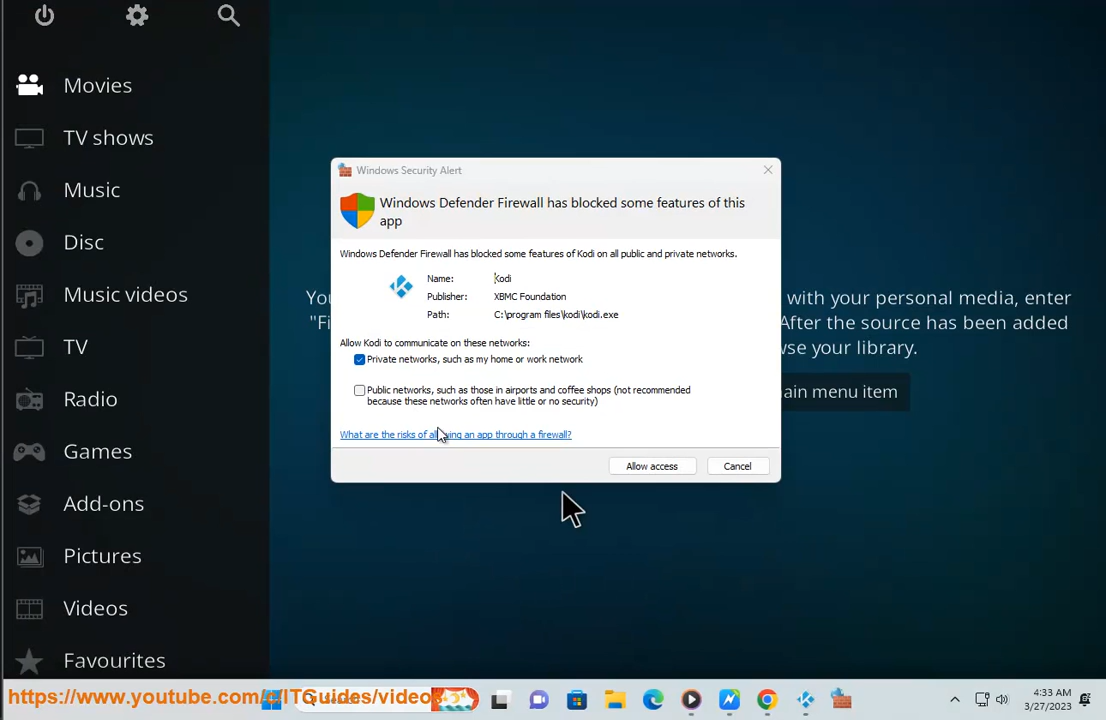 Movies
TV shows
Music
Disc
Music videos
TV
Radio
Games
Add-ons
Pictures
Videos
Favourites
with your personal media, enter
After the source has been added
your library.
main menu item
Windows Security Alert
Windows Defender Firewall has blocked some features of this
app
Windows Defender Firewall has blocked some features of Kodi on all public and private networks.
Name: Kodi
Publisher: XBMC Foundation
Path: C:\program files\kodi\kodi.exe
Allow Kodi to communicate on these networks:
Private networks, such as my home or work network
Public networks, such as those in airports and coffee shops (not recommended
because these networks often have little or no security)
What are the risks of allowing an app through a firewall?
Allow access
Cancel
https://www.youtube.com/c/ITGuides/videos
4:33 AM
3/27/2023